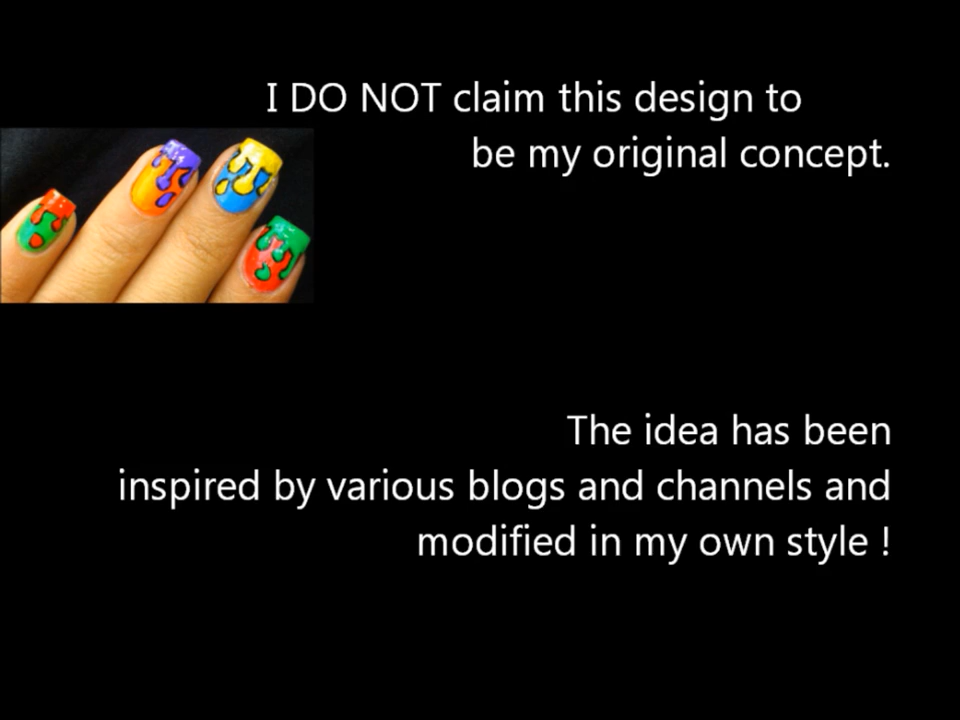 I DO NOT claim this design to
be my original concept.
The idea has been
inspired by various blogs and channels and
modified in my own style !